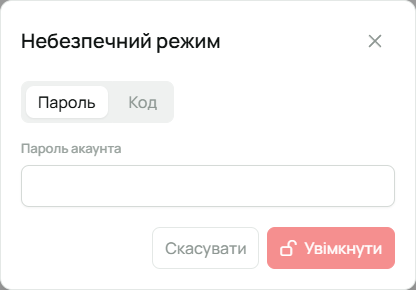 Небезпечний режим
Пароль Код
Пароль акаунта
Скасувати Увімкнути